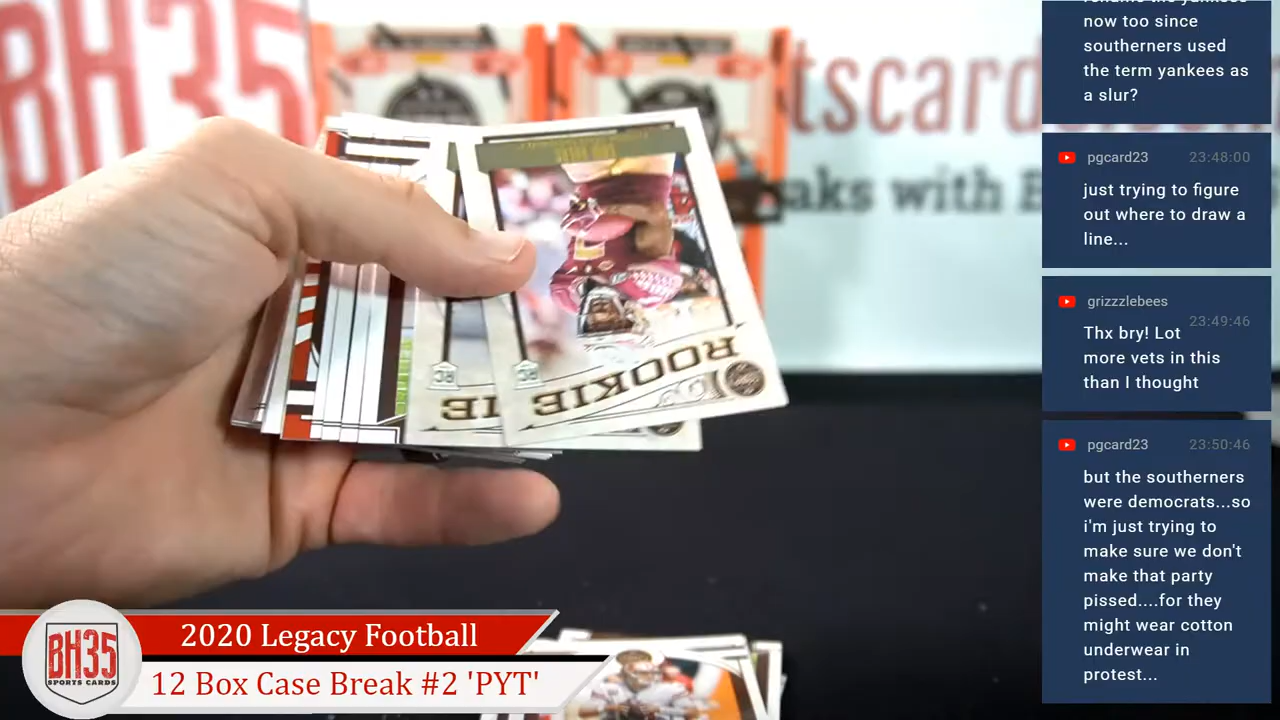 BH35
tscard
aks with B
ROOKIE
IE
2020 Legacy Football
12 Box Case Break #2 'PYT'
BH35
SPORTS CARDS
now too since
southerners used
the term yankees as
a slur?
pgcard23 23:48:00
just trying to figure
out where to draw a
line...
grizzzlebees 23:49:46
Thx bry! Lot
more vets in this
than I thought
pgcard23 23:50:46
but the southerners
were democrats...so
i'm just trying to
make sure we don't
make that party
pissed....for they
might wear cotton
underwear in
protest...